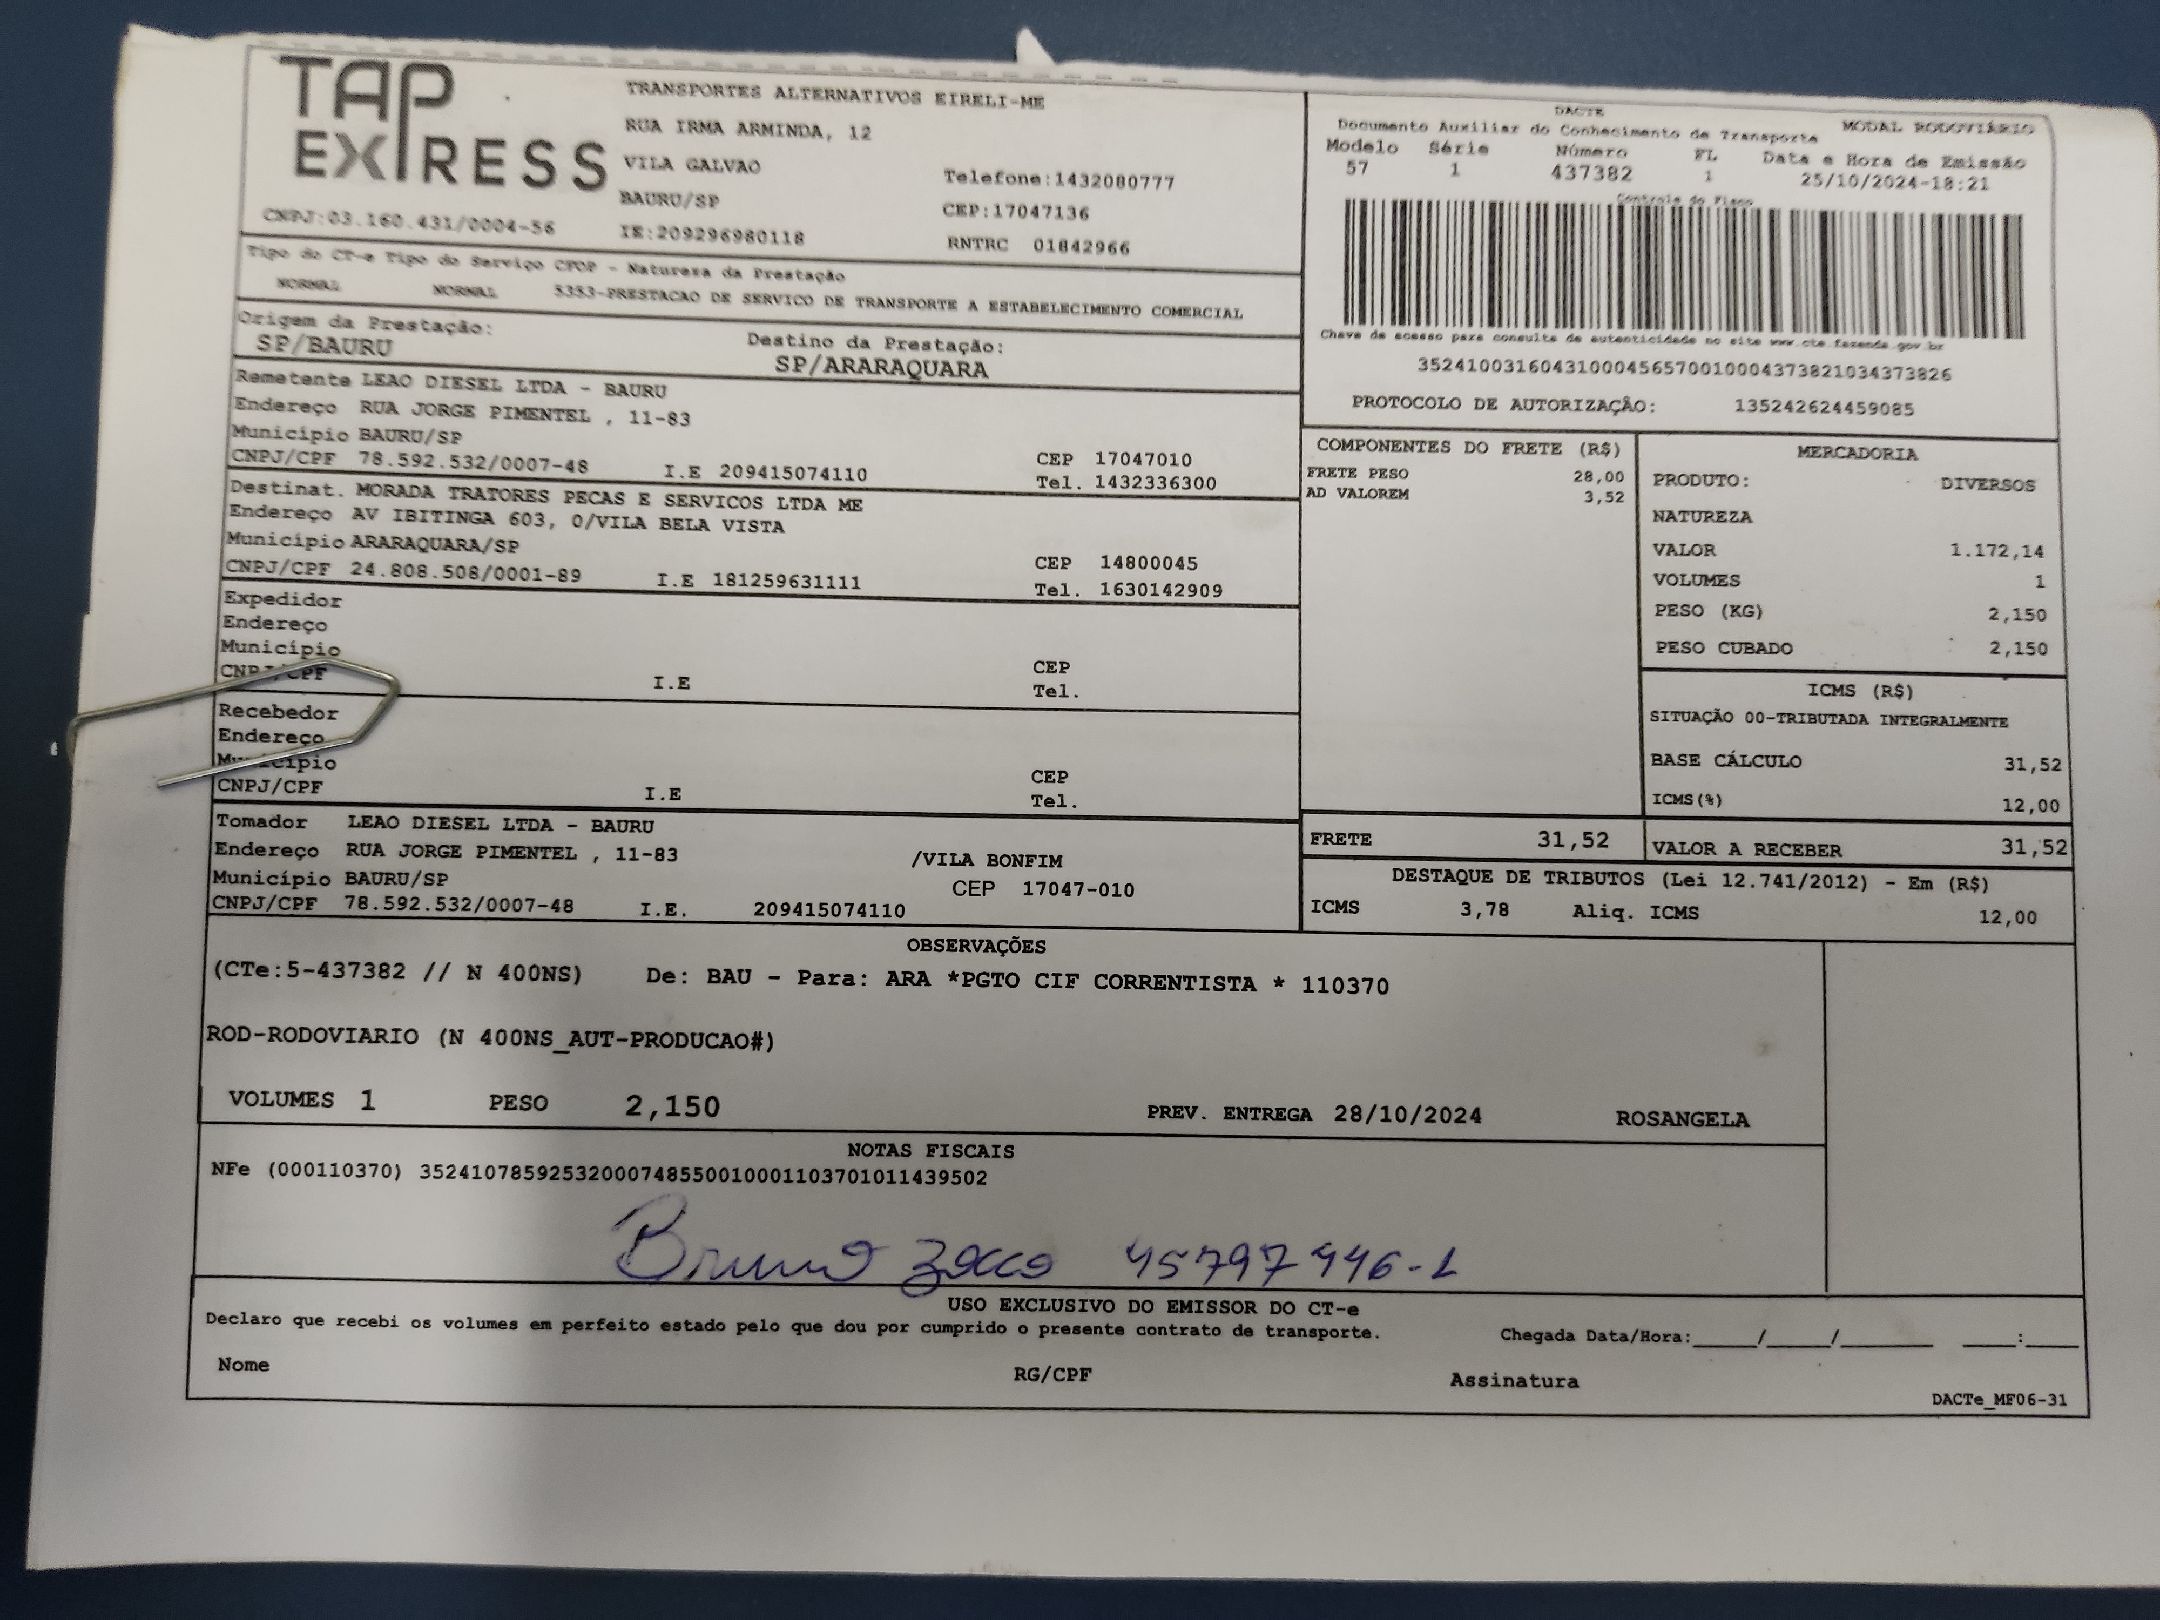 TAP
EXPRESS
CNPJ:03.160.431/0004-56
TRANSPORTES ALTERNATIVOS EIRELI-ME
RUA IRMA ARMINDA, 12
VILA GALVAO
Telefone:1432080777
BAURU/SP
CEP:17047136
IE:209296980118
RNTRC 01842966
DACTE
Documento Auxiliar do Conhecimento de Transporte MODAL RODOVIÁRIO
Modelo Série Número FL Data e Hora de Emissão
57 1 437382 1 25/10/2024-18:21
Controle do Fisco
Chave de acesso para consulta de autenticidade no site www.cte.fazenda.gov.br
35241003160431000456570010004373821034373826
PROTOCOLO DE AUTORIZAÇÃO: 135242624459085
Tipo do CT-e Tipo do Serviço CFOP - Natureza da Prestação
NORMAL NORMAL 5353-PRESTACAO DE SERVICO DE TRANSPORTE A ESTABELECIMENTO COMERCIAL
Origem da Prestação: Destino da Prestação:
SP/BAURU SP/ARARAQUARA
Remetente LEAO DIESEL LTDA - BAURU
Endereço RUA JORGE PIMENTEL , 11-83
Município BAURU/SP CEP 17047010
CNPJ/CPF 78.592.532/0007-48 I.E 209415074110 Tel. 1432336300
Destinat. MORADA TRATORES PECAS E SERVICOS LTDA ME
Endereço AV IBITINGA 603, 0/VILA BELA VISTA
Município ARARAQUARA/SP CEP 14800045
CNPJ/CPF 24.808.508/0001-89 I.E 181259631111 Tel. 1630142909
Expedidor
Endereço
Município CEP
CNPJ/CPF I.E Tel.
Recebedor
Endereço
Município CEP
CNPJ/CPF I.E Tel.
Tomador LEAO DIESEL LTDA - BAURU
Endereço RUA JORGE PIMENTEL , 11-83 /VILA BONFIM
Município BAURU/SP CEP 17047-010
CNPJ/CPF 78.592.532/0007-48 I.E. 209415074110
COMPONENTES DO FRETE (R$)
FRETE PESO 28,00
AD VALOREM 3,52
MERCADORIA
PRODUTO: DIVERSOS
NATUREZA
VALOR 1.172,14
VOLUMES 1
PESO (KG) 2,150
PESO CUBADO 2,150
ICMS (R$)
SITUAÇÃO 00-TRIBUTADA INTEGRALMENTE
BASE CÁLCULO 31,52
ICMS(%) 12,00
FRETE 31,52 VALOR A RECEBER 31,52
DESTAQUE DE TRIBUTOS (Lei 12.741/2012) - Em (R$)
ICMS 3,78 Aliq. ICMS 12,00
OBSERVAÇÕES
(CTe:5-437382 // N 400NS) De: BAU - Para: ARA *PGTO CIF CORRENTISTA * 110370
ROD-RODOVIARIO (N 400NS_AUT-PRODUCAO#)
VOLUMES 1 PESO 2,150 PREV. ENTREGA 28/10/2024 ROSANGELA
NOTAS FISCAIS
NFe (000110370) 35241078592532000748550010001103701011439502
Bruno Zocco 45797446-1
USO EXCLUSIVO DO EMISSOR DO CT-e
Declaro que recebi os volumes em perfeito estado pelo que dou por cumprido o presente contrato de transporte. Chegada Data/Hora:_____/_____/_______ ____:____
Nome RG/CPF Assinatura
DACTe_MF06-31